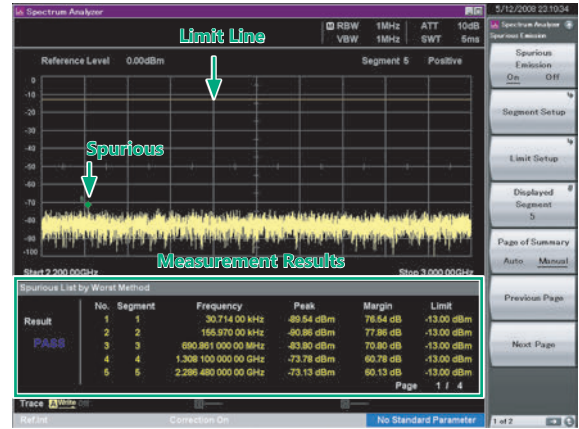 Spectrum Analyzer
5/12/2008 22:19:34
RBW 1MHz ATT 10dB
VBW 1MHz SWT 5ms
Limit Line
Reference Level 0.00dBm Segment 5 Positive
0
-10
-20
-30
-40
-50
-60
-70
-80
-90
-100
Spurious
5
Measurement Results
Start 2.200 00GHz Stop 3.000 00GHz
Spurious List by Worst Method
No. Segment Frequency Peak Margin Limit
Result 1 1 30.714 00 kHz -89.54 dBm 76.54 dB -13.00 dBm
PASS 2 2 155.970 00 kHz -90.86 dBm 77.86 dB -13.00 dBm
3 3 690.861 000 00 MHz -83.80 dBm 70.80 dB -13.00 dBm
4 4 1.308 100 000 00 GHz -73.78 dBm 60.78 dB -13.00 dBm
5 5 2.286 480 000 00 GHz -73.13 dBm 60.13 dB -13.00 dBm
Page 1 / 4
Trace A Write Off
Ref.Int Correction On No Standard Parameter
Spectrum Analyzer
Spurious Emission
Spurious
Emission
On Off
Segment Setup
Limit Setup
Displayed
Segment
5
Page of Summary
Auto Manual
Previous Page
Next Page
1 of 2